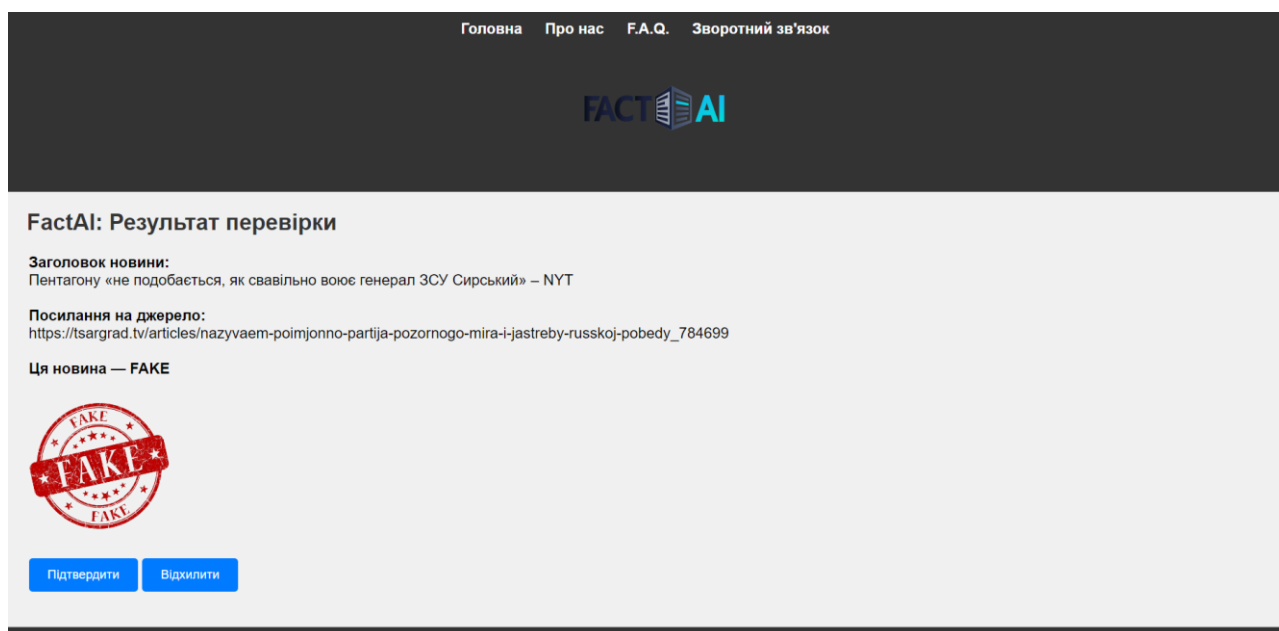 Головна Про нас F.A.Q. Зворотний зв'язок
FACT AI
FactAI: Результат перевірки
Заголовок новини:
Пентагону «не подобається, як свавільно воює генерал ЗСУ Сирський» – NYT
Посилання на джерело:
https://tsargrad.tv/articles/nazyvaem-poimjonno-partija-pozornogo-mira-i-jastreby-russkoj-pobedy_784699
Ця новина — FAKE
FAKE
FAKE
FAKE
Підтвердити Відхилити